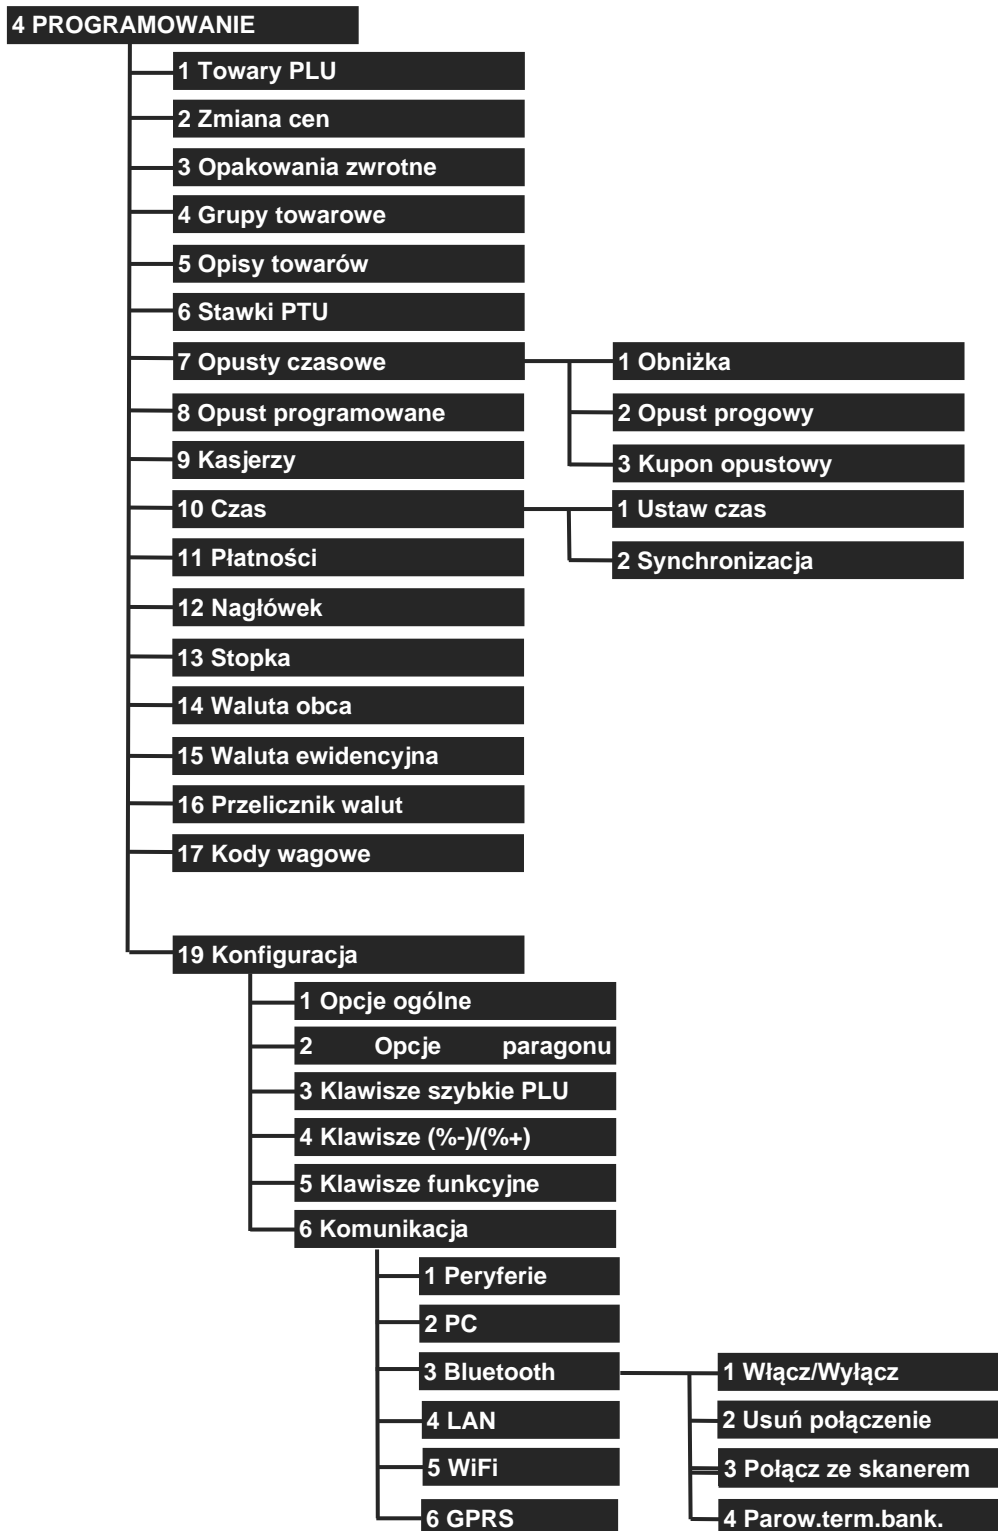 4 PROGRAMOWANIE
1 Towary PLU
2 Zmiana cen
3 Opakowania zwrotne
4 Grupy towarowe
5 Opisy towarów
6 Stawki PTU
7 Opusty czasowe
1 Obniżka
2 Opust progowy
3 Kupon opustowy
8 Opust programowane
9 Kasjerzy
10 Czas
1 Ustaw czas
2 Synchronizacja
11 Płatności
12 Nagłówek
13 Stopka
14 Waluta obca
15 Waluta ewidencyjna
16 Przelicznik walut
17 Kody wagowe
19 Konfiguracja
1 Opcje ogólne
2 Opcje paragonu
3 Klawisze szybkie PLU
4 Klawisze (%-)/(%+)
5 Klawisze funkcyjne
6 Komunikacja
1 Peryferie
2 PC
3 Bluetooth
1 Włącz/Wyłącz
2 Usuń połączenie
3 Połącz ze skanerem
4 Parow.term.bank.
4 LAN
5 WiFi
6 GPRS